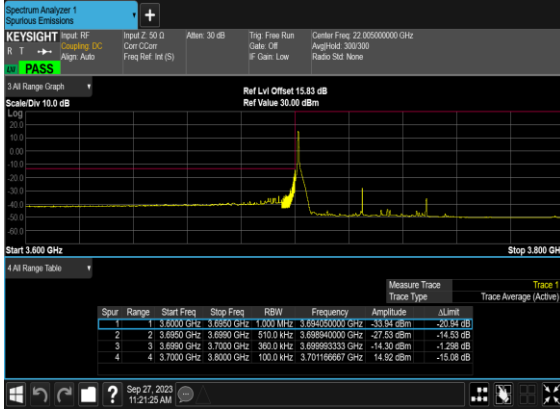 Spectrum Analyzer 1
Spurious Emissions
+
KEYSIGHT Input: RF Input Z: 50 Ω Atten: 30 dB Trig: Free Run Center Freq: 22.005000000 GHz
R T Coupling: DC Corr CCorr Gate: Off Avg|Hold: 300/300
Align: Auto Freq Ref: Int (S) IF Gain: Low Radio Std: None
PASS
3 All Range Graph
Ref Lvl Offset 15.83 dB
Scale/Div 10.0 dB Ref Value 30.00 dBm
Log
20.0
10.0
0.00
-10.0
-20.0
-30.0
-40.0
-50.0
-60.0
Start 3.600 GHz Stop 3.800 GH
4 All Range Table
Measure Trace Trace 1
Trace Type Trace Average (Active)
Spur Range Start Freq Stop Freq RBW Frequency Amplitude ΔLimit
1 1 3.6000 GHz 3.6950 GHz 1.000 MHz 3.694050000 GHz -33.94 dBm -20.94 dB
2 2 3.6950 GHz 3.6990 GHz 510.0 kHz 3.698940000 GHz -27.53 dBm -14.53 dB
3 3 3.6990 GHz 3.7000 GHz 360.0 kHz 3.699993333 GHz -14.30 dBm -1.298 dB
4 4 3.7000 GHz 3.8000 GHz 100.0 kHz 3.701166667 GHz 14.92 dBm -15.08 dB
?
Sep 27, 2023
11:21:25 AM